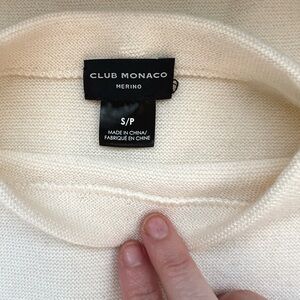 CLUB MONACO
MERINO
S/P
MADE IN CHINA/
FABRIQUÉ EN CHINE